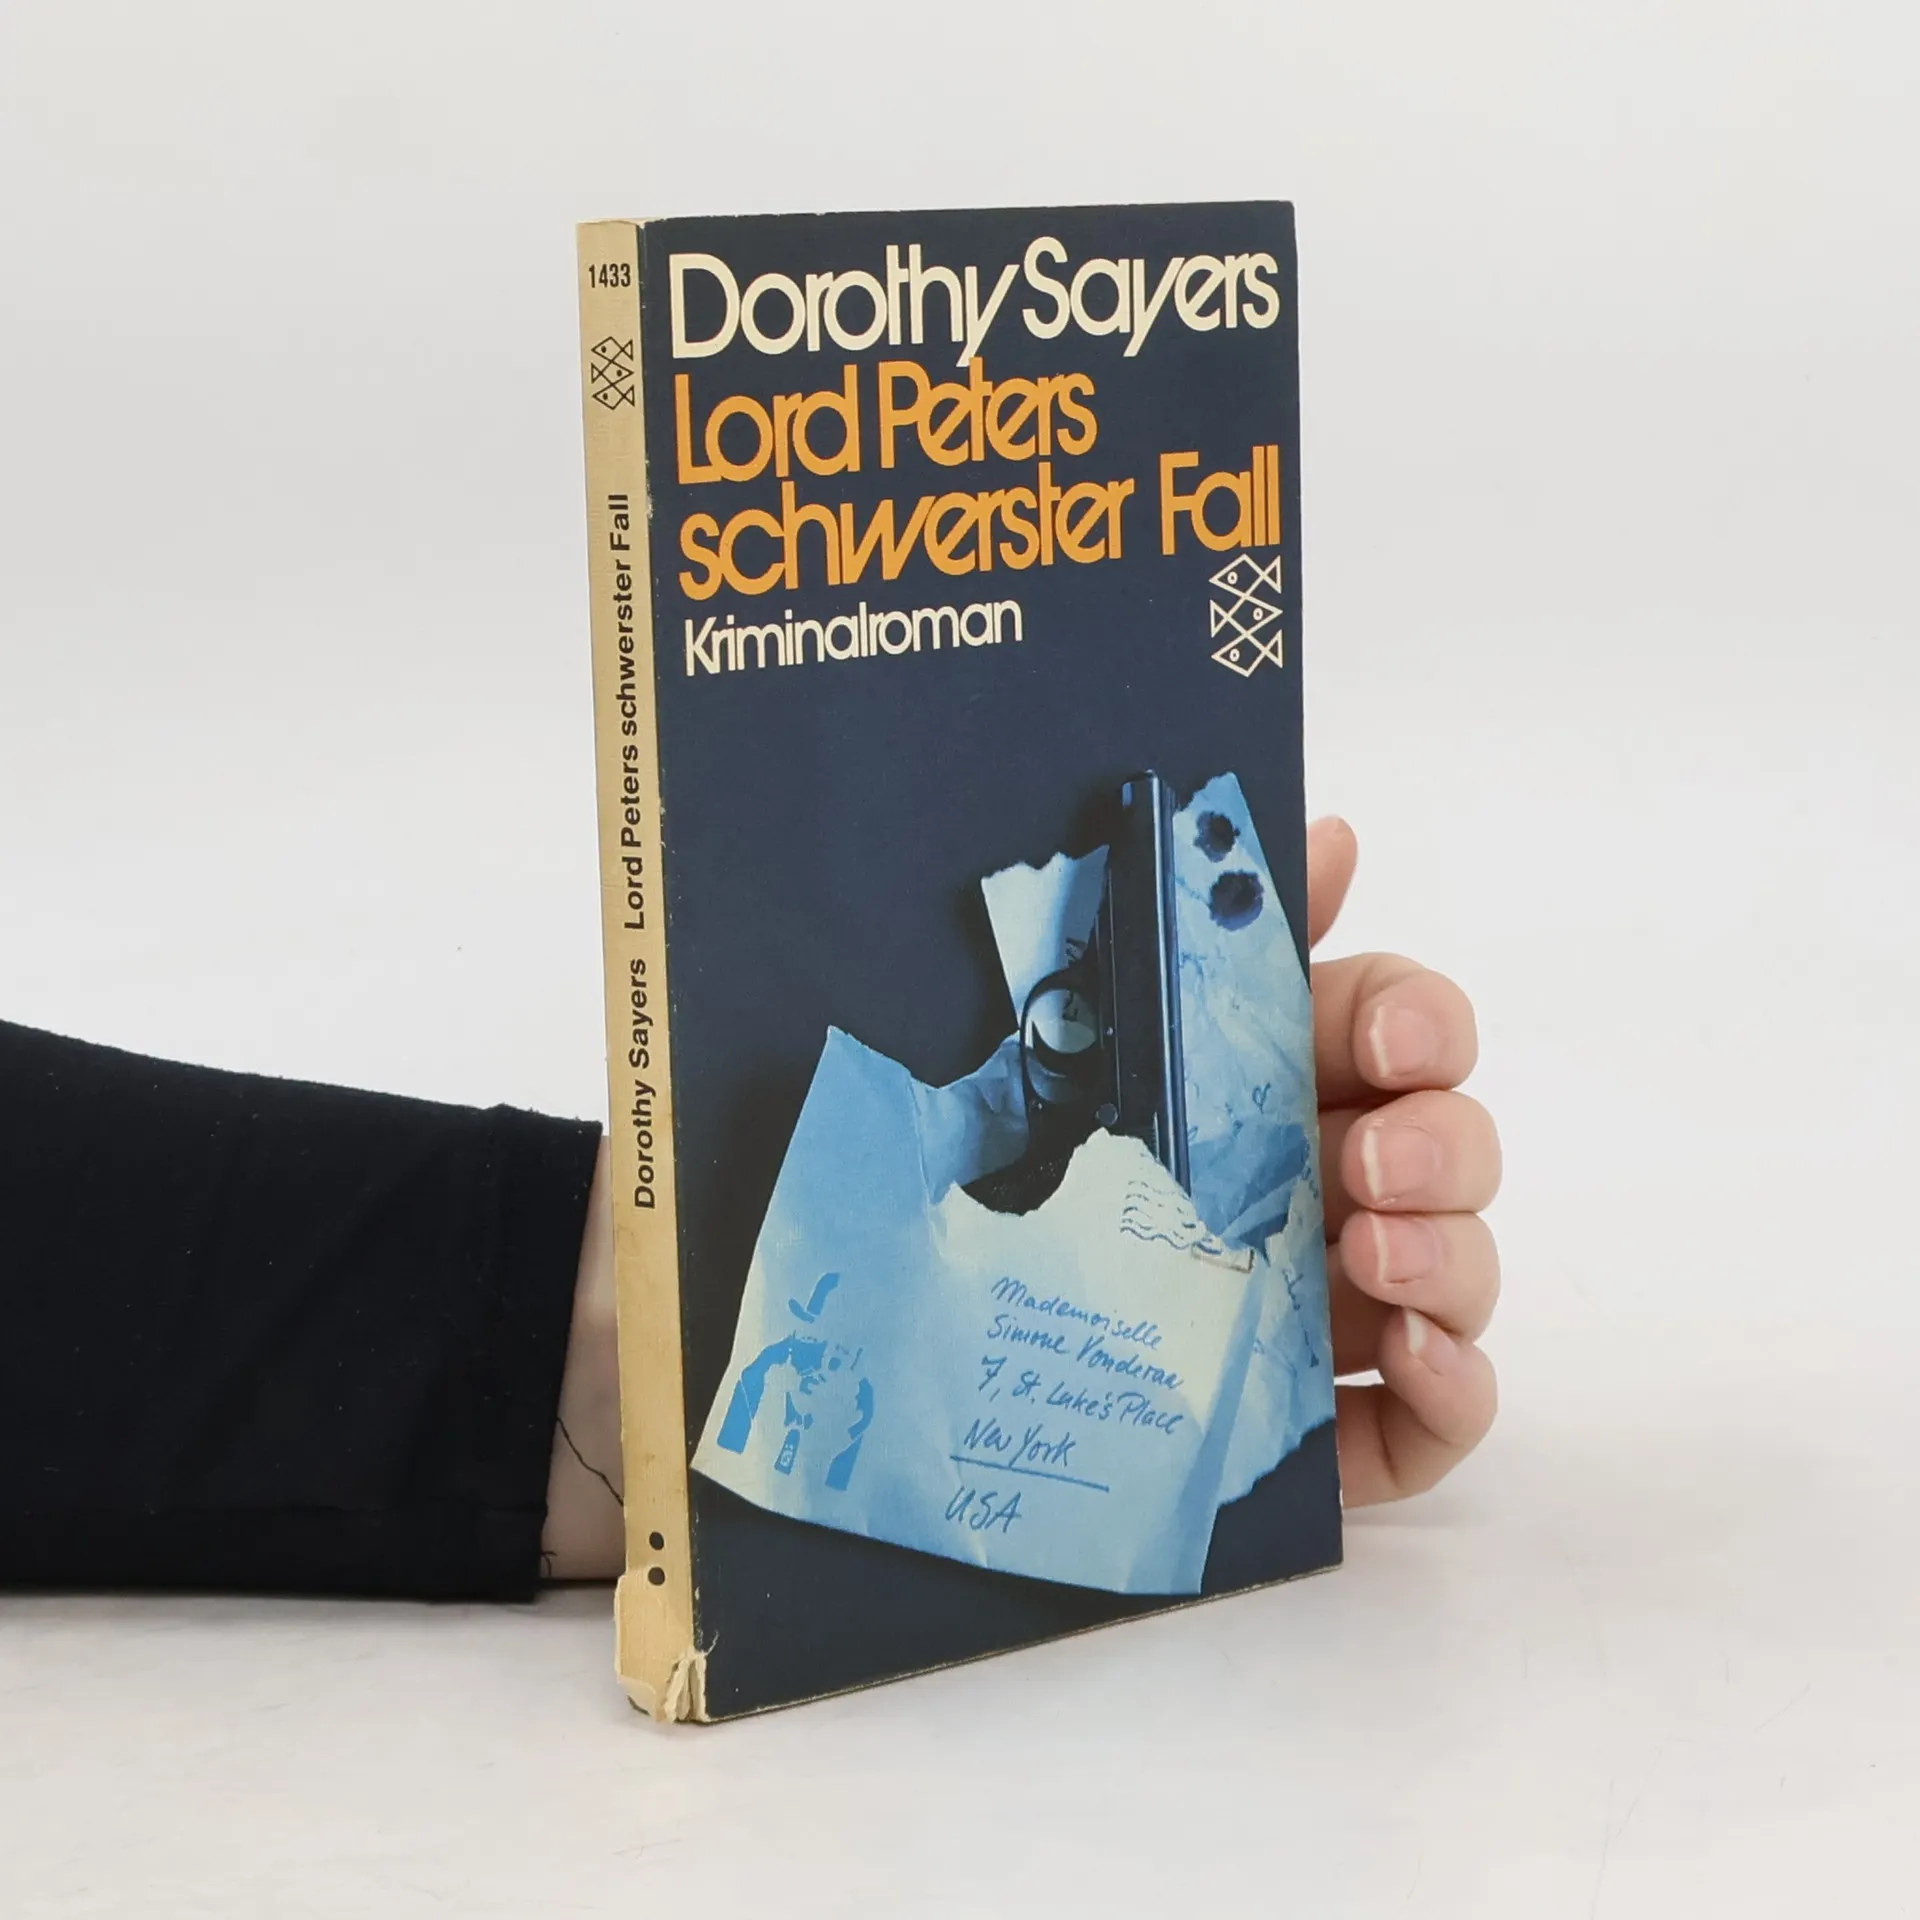 1433
Dorothy Sayers Lord Peters schwerster Fall
Dorothy Sayers
Lord Peters
schwerster Fall
Kriminalroman
Mademoiselle
Simone Vonderaa
7, St. Luke's Place
New York
USA